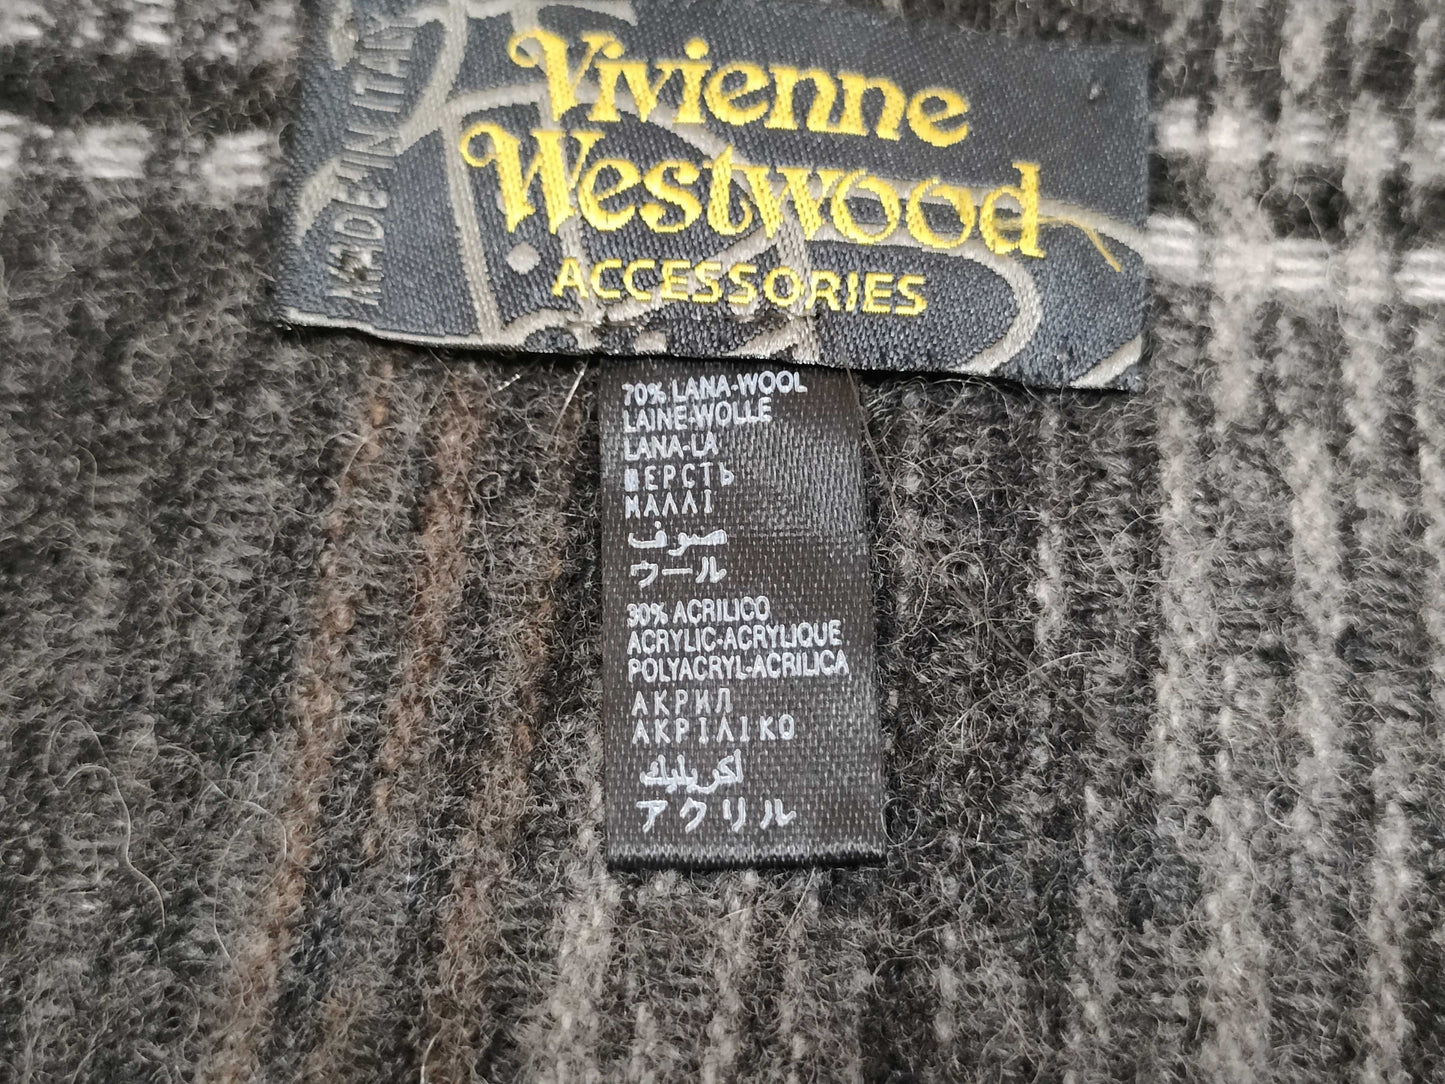 MADE IN ITALY
Vivienne
Westwood
ACCESSORIES
70% LANA-WOOL
LAINE-WOLLE
LANA-LÃ
ШЕРСТЬ
ΜΑΛΛΙ
صوف
ウール
30% ACRILICO
ACRYLIC-ACRYLIQUE
POLYACRYL-ACRILICA
АКРИЛ
ΑΚΡΙΛΙΚΟ
اكريليك
アクリル